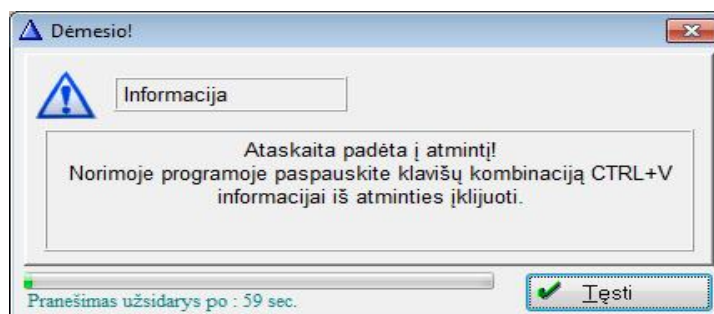 Dėmesio!
Informacija
Ataskaita padėta į atmintį!
Norimoje programoje paspauskite klavišų kombinaciją CTRL+V
informacijai iš atminties įklijuoti.
Pranešimas užsidarys po : 59 sec.
Tęsti